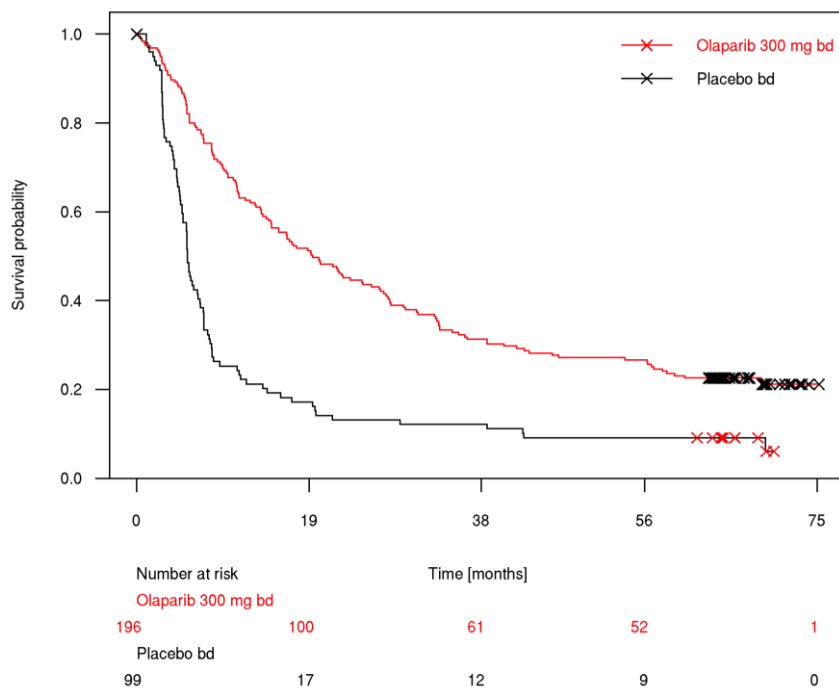 1.0
0.8
0.6
0.4
0.2
0.0
Survival probability
Olaparib 300 mg bd
Placebo bd
0 19 38 56 75
Time [months]
Number at risk
Olaparib 300 mg bd
196 100 61 52 1
Placebo bd
99 17 12 9 0